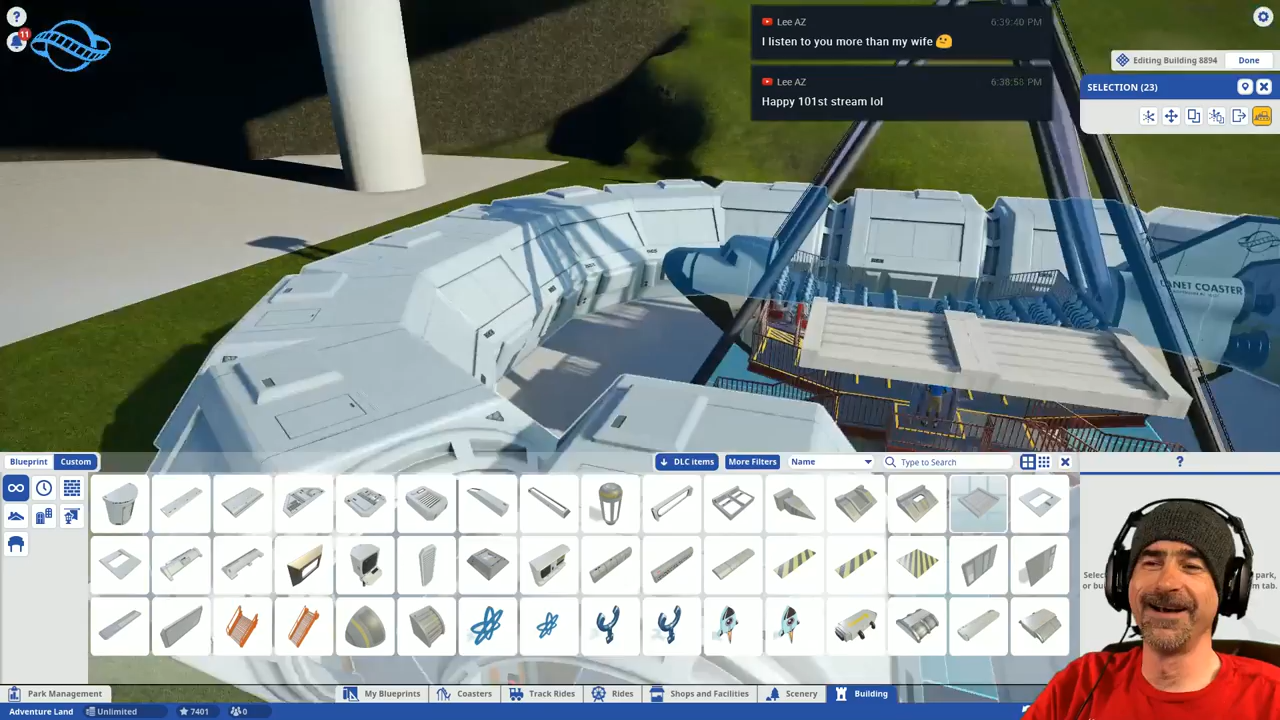 ?
11
Lee AZ 6:39:40 PM
I listen to you more than my wife
Lee AZ 6:38:58 PM
Happy 101st stream lol
Editing Building 8894 Done
SELECTION (23)
PLANET COASTER
Blueprint Custom DLC items More Filters Name Type to Search ?
Park Management My Blueprints Coasters Track Rides Rides Shops and Facilities Scenery Building
Adventure Land Unlimited 7401 0